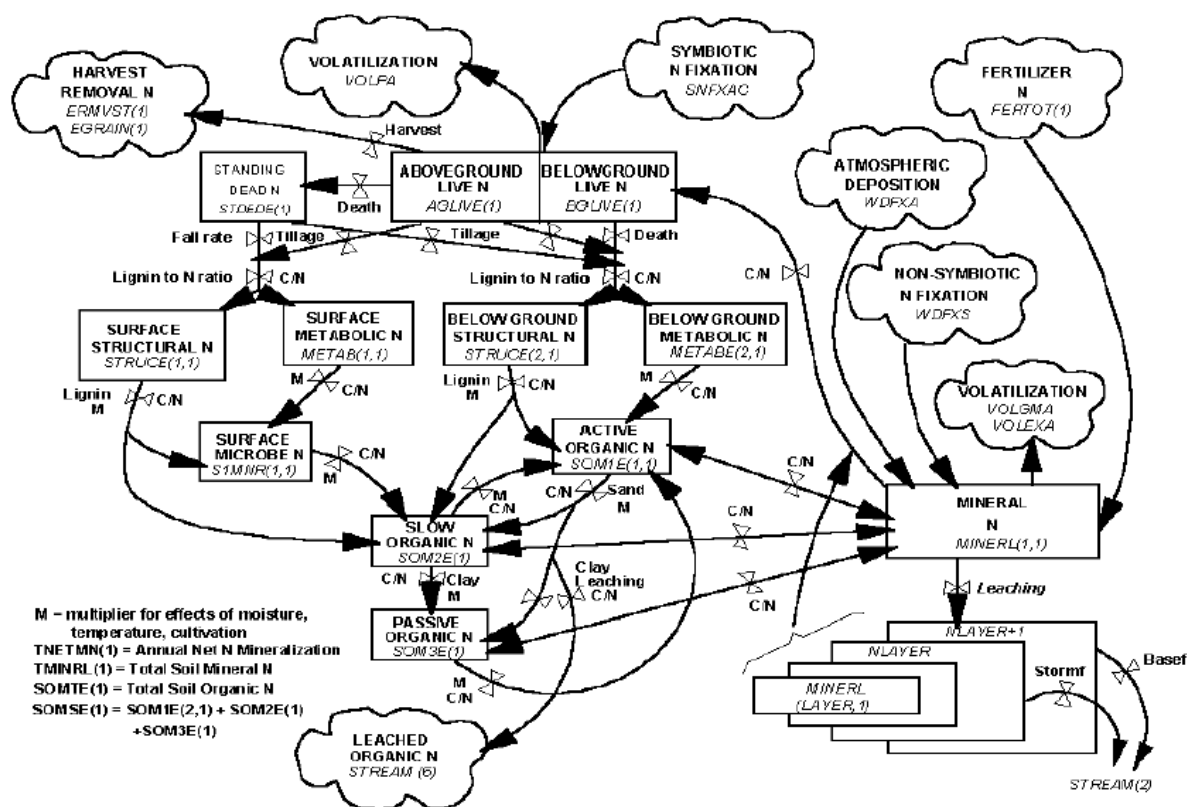 HARVEST
REMOVAL N
ERMVST(1)
EGRAIN(1)
VOLATILIZATION
VOLPA
SYMBIOTIC
N FIXATION
SNFXAC
FERTILIZER
N
FERTOT(1)
Harvest
STANDING
DEAD N
STDEDE(1)
Death
ABOVEGROUND
LIVE N
AGLIVE(1)
BELOWGROUND
LIVE N
BGLIVE(1)
ATMOSPHERIC
DEPOSITION
WDFXA
Fall rate
Tillage
Tillage
Death
C/N
NON-SYMBIOTIC
N FIXATION
WDFXS
Lignin to N ratio
C/N
Lignin to N ratio
C/N
SURFACE
STRUCTURAL N
STRUCE(1,1)
SURFACE
METABOLIC N
METAB(1,1)
BELOW GROUND
STRUCTURAL N
STRUCE(2,1)
BELOW GROUND
METABOLIC N
METABE(2,1)
VOLATILIZATION
VOLGMA
VOLEXA
Lignin
M
C/N
M
C/N
Lignin
M
C/N
M
C/N
SURFACE
MICROBE N
S1MNR(1,1)
C/N
M
ACTIVE
ORGANIC N
SOM1E(1,1)
C/N
M
C/N
C/N
Sand
M
MINERAL
N
MINERL(1,1)
SLOW
ORGANIC N
SOM2E(1)
C/N
C/N
Clay
M
Clay
Leaching
C/N
C/N
Leaching
PASSIVE
ORGANIC N
SOM3E(1)
M
C/N
M – multiplier for effects of moisture,
temperature, cultivation
TNETMN(1) = Annual Net N Mineralization
TMINRL(1) = Total Soil Mineral N
SOMTE(1) = Total Soil Organic N
SOMSE(1) = SOM1E(2,1) + SOM2E(1)
+SOM3E(1)
NLAYER+1
NLAYER
MINERL
(LAYER,1)
Stormf
Basef
LEACHED
ORGANIC N
STREAM (6)
STREAM(2)